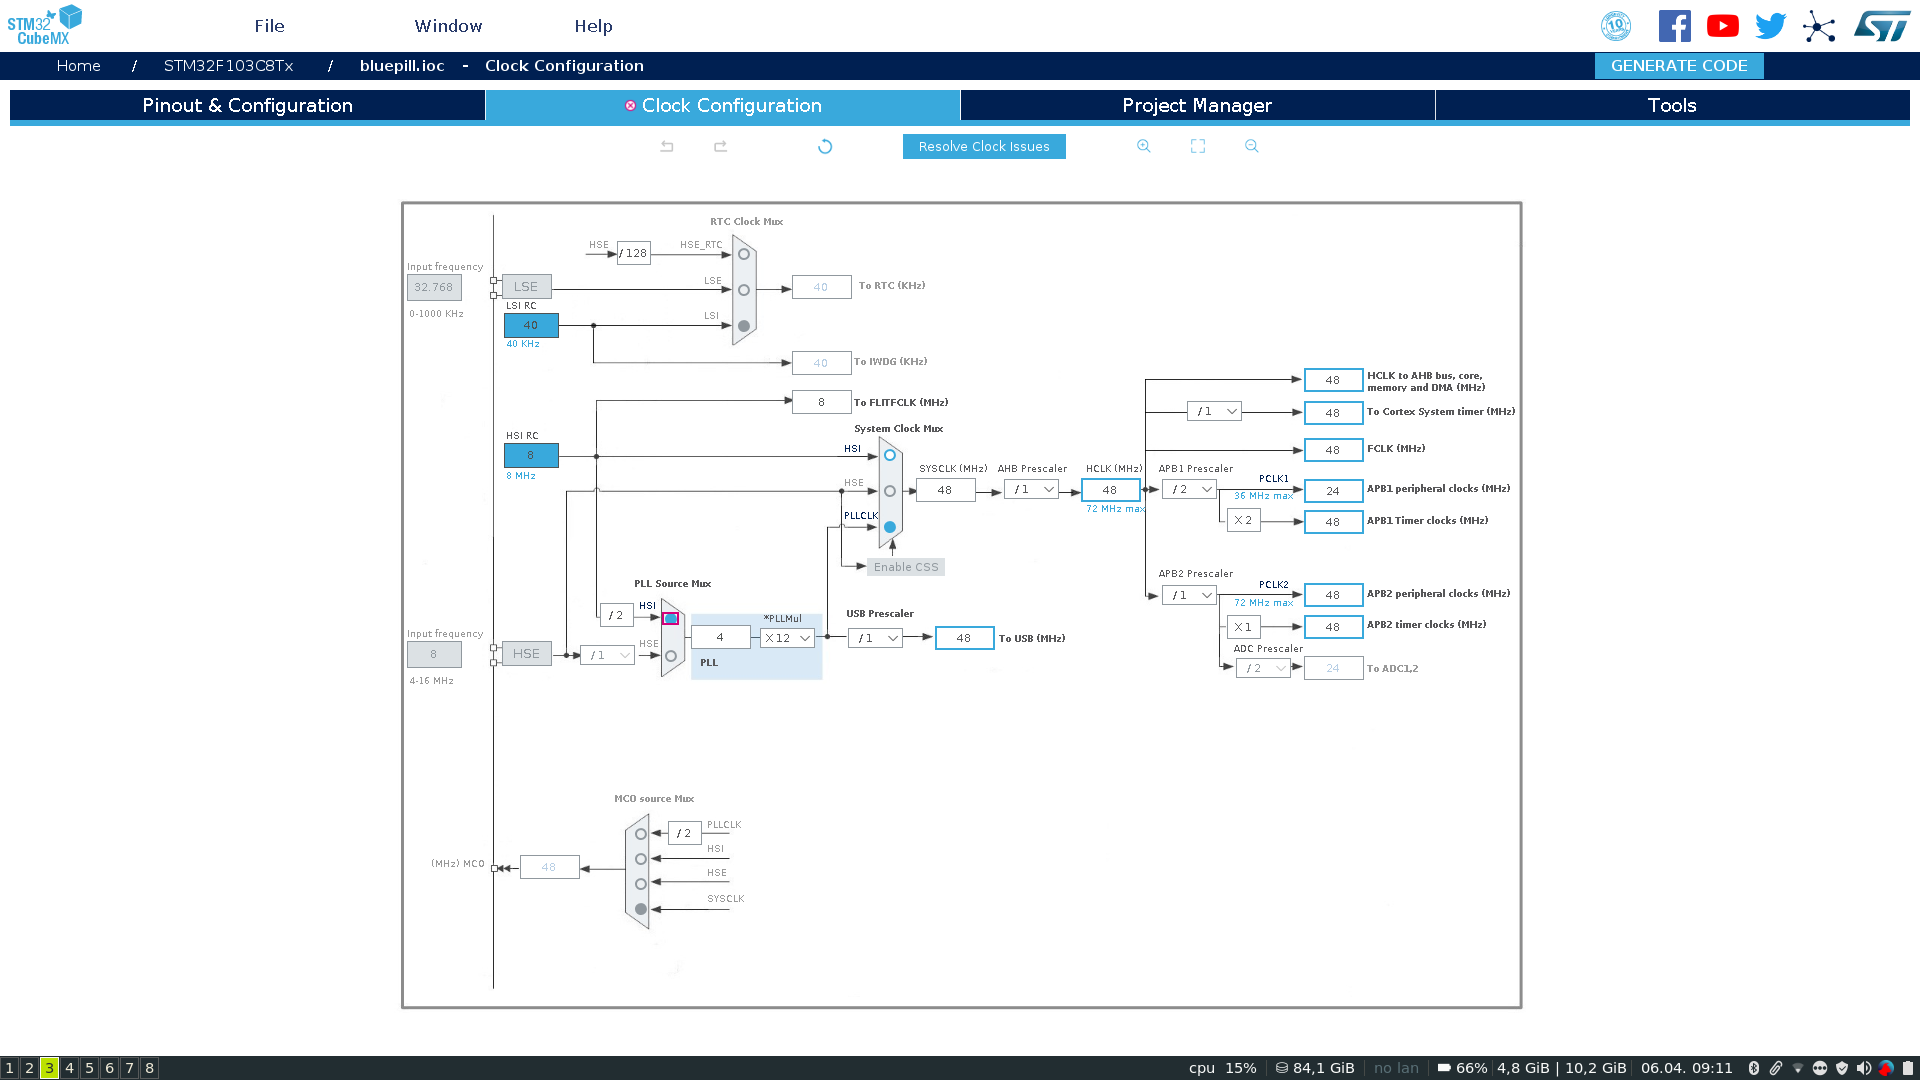 STM32
CubeMX
File
Window
Help
10
Home / STM32F103C8Tx / bluepill.ioc - Clock Configuration
GENERATE CODE
Pinout & Configuration
Clock Configuration
Project Manager
Tools
Resolve Clock Issues
RTC Clock Mux
HSE
/ 128
HSE_RTC
Input frequency
32.768
0-1000 KHz
LSE
LSE
40
To RTC (KHz)
LSI RC
40
40 KHz
LSI
40
To IWDG (KHz)
8
To FLITFCLK (MHz)
HSI RC
8
8 MHz
System Clock Mux
HSI
HSE
PLLCLK
Enable CSS
SYSCLK (MHz)
48
AHB Prescaler
/ 1
HCLK (MHz)
48
72 MHz max
48
HCLK to AHB bus, core,
memory and DMA (MHz)
/ 1
48
To Cortex System timer (MHz)
48
FCLK (MHz)
APB1 Prescaler
/ 2
PCLK1
36 MHz max
24
APB1 peripheral clocks (MHz)
X 2
48
APB1 Timer clocks (MHz)
APB2 Prescaler
/ 1
PCLK2
72 MHz max
48
APB2 peripheral clocks (MHz)
X 1
48
APB2 timer clocks (MHz)
ADC Prescaler
/ 2
24
To ADC1,2
PLL Source Mux
/ 2
HSI
Input frequency
8
4-16 MHz
HSE
/ 1
HSE
4
*PLLMul
X 12
PLL
USB Prescaler
/ 1
48
To USB (MHz)
MCO source Mux
/ 2
PLLCLK
HSI
HSE
SYSCLK
(MHz) MCO
48
1 2 3 4 5 6 7 8
cpu 15% 84,1 GiB no lan 66% 4,8 GiB | 10,2 GiB 06.04. 09:11